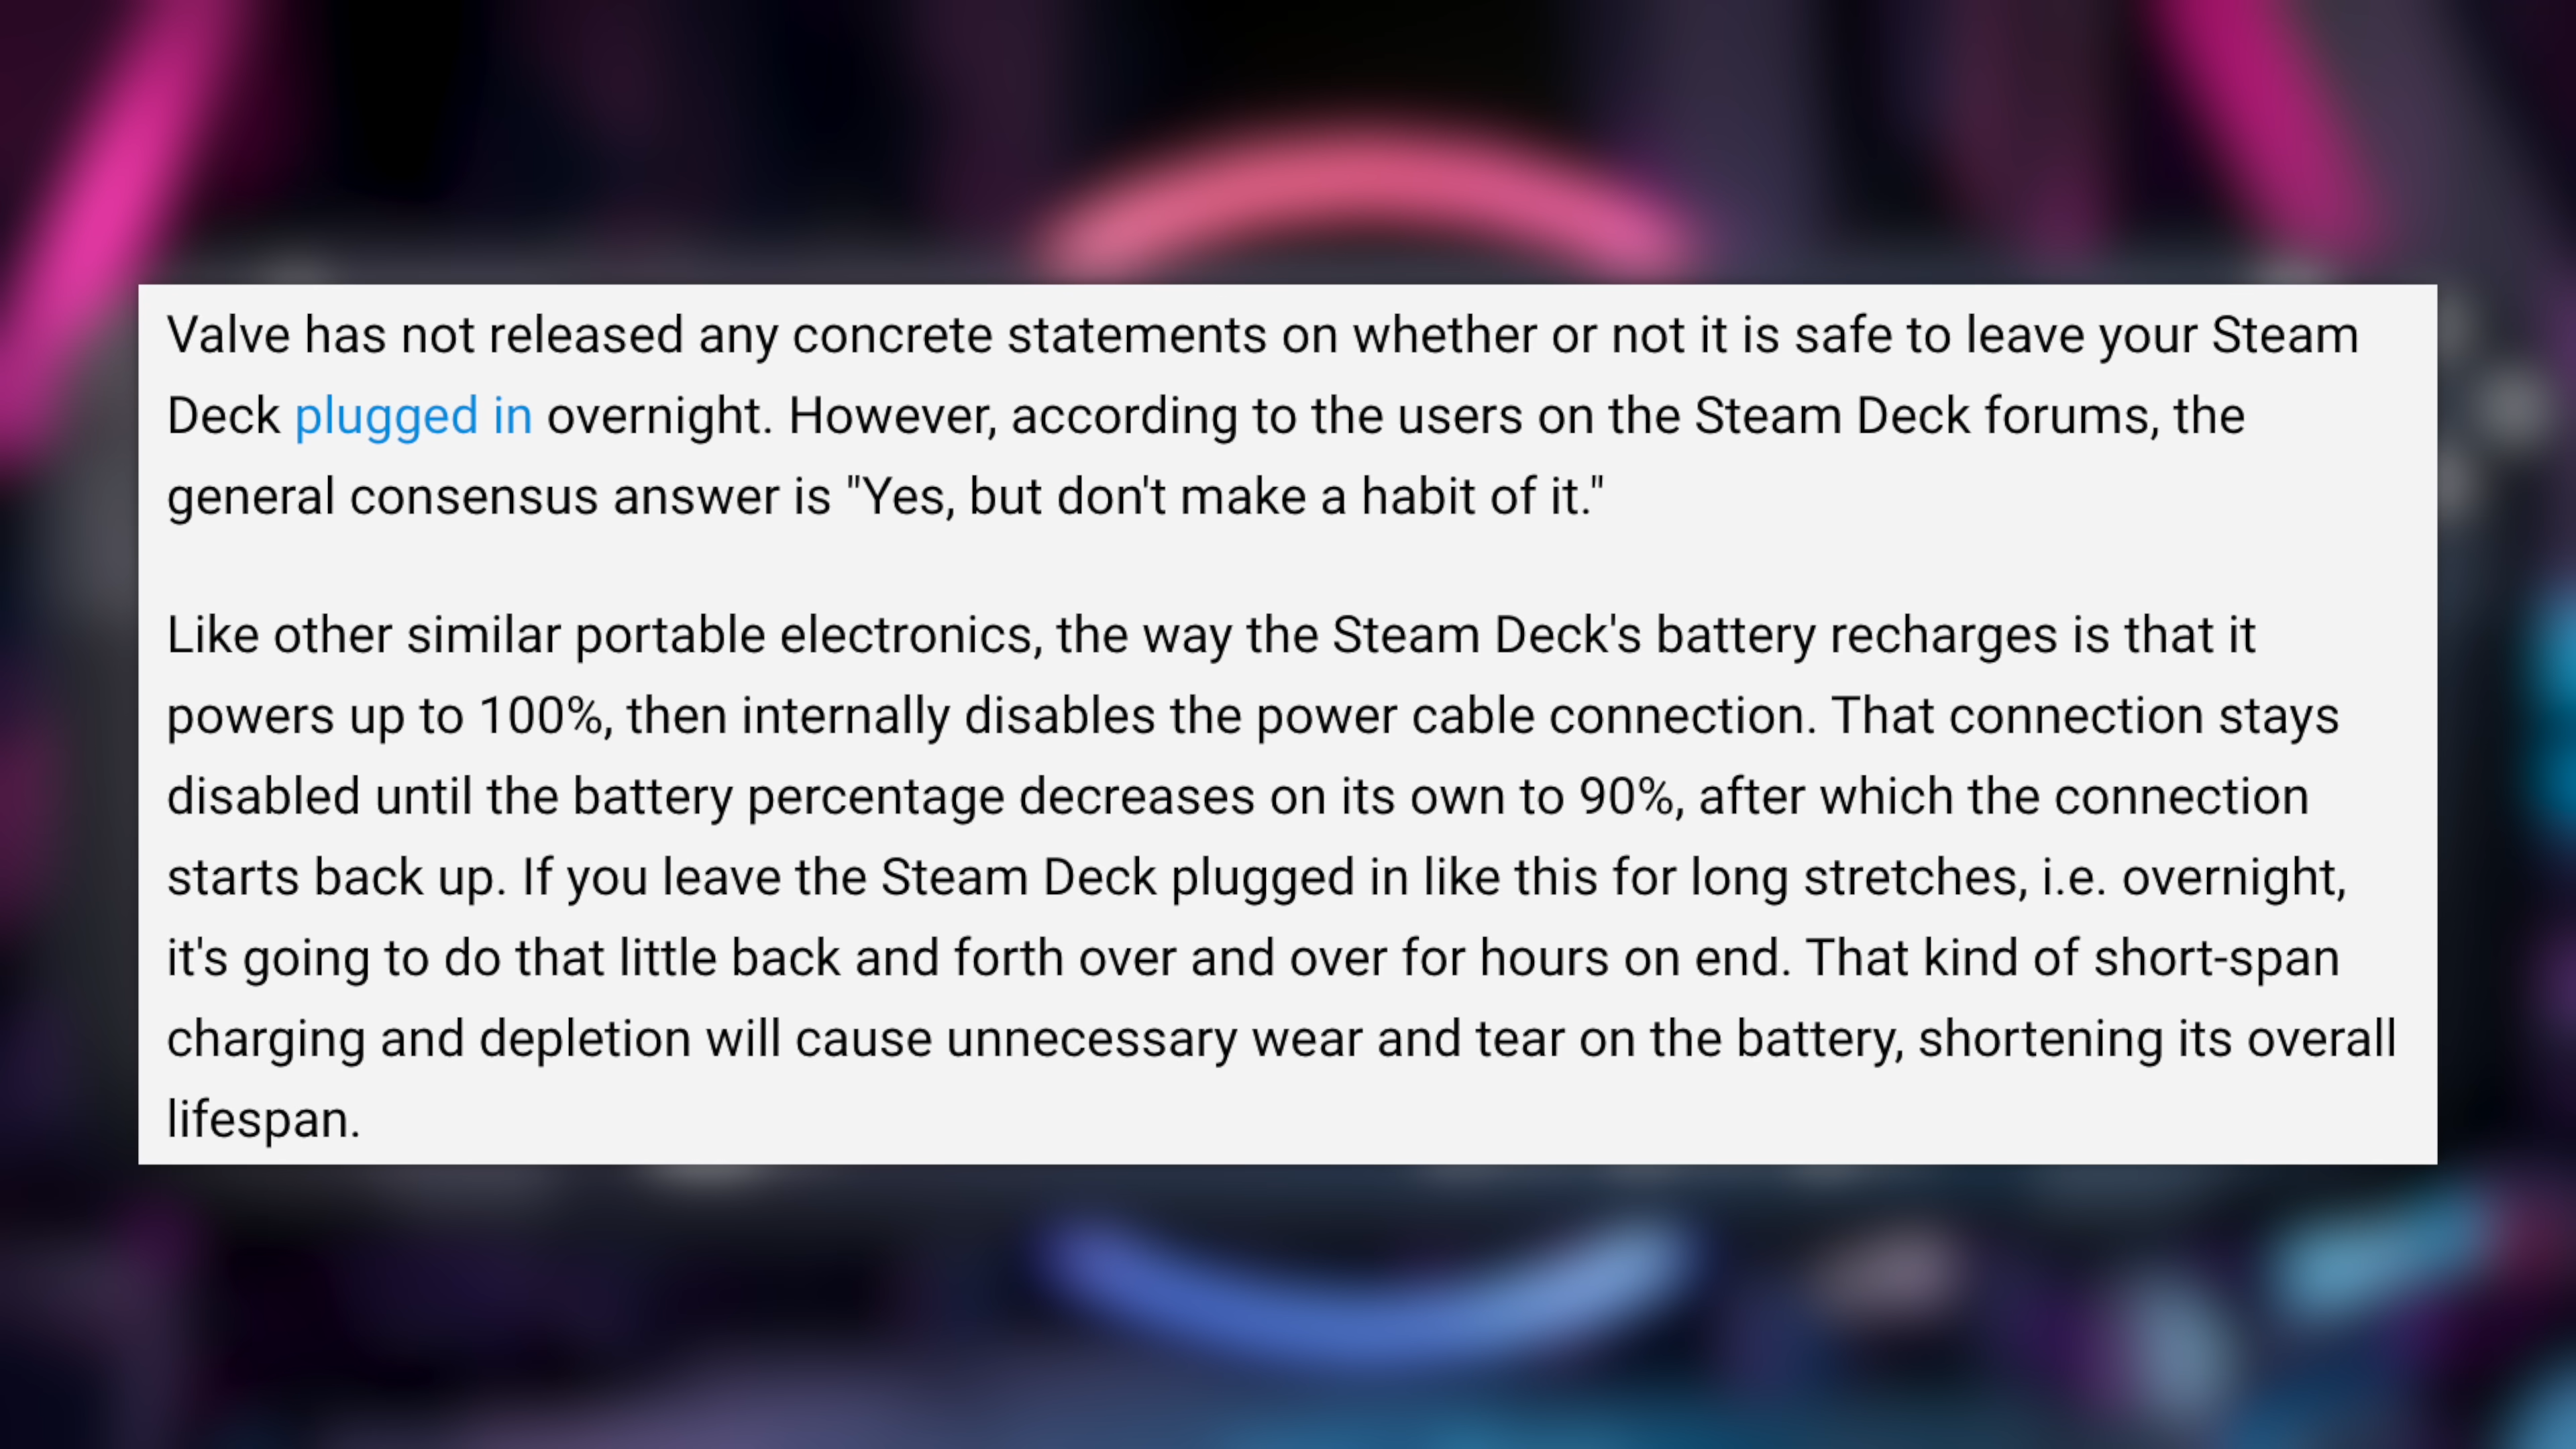 Valve has not released any concrete statements on whether or not it is safe to leave your Steam
Deck plugged in overnight. However, according to the users on the Steam Deck forums, the
general consensus answer is "Yes, but don't make a habit of it."
Like other similar portable electronics, the way the Steam Deck's battery recharges is that it
powers up to 100%, then internally disables the power cable connection. That connection stays
disabled until the battery percentage decreases on its own to 90%, after which the connection
starts back up. If you leave the Steam Deck plugged in like this for long stretches, i.e. overnight,
it's going to do that little back and forth over and over for hours on end. That kind of short-span
charging and depletion will cause unnecessary wear and tear on the battery, shortening its overall
lifespan.